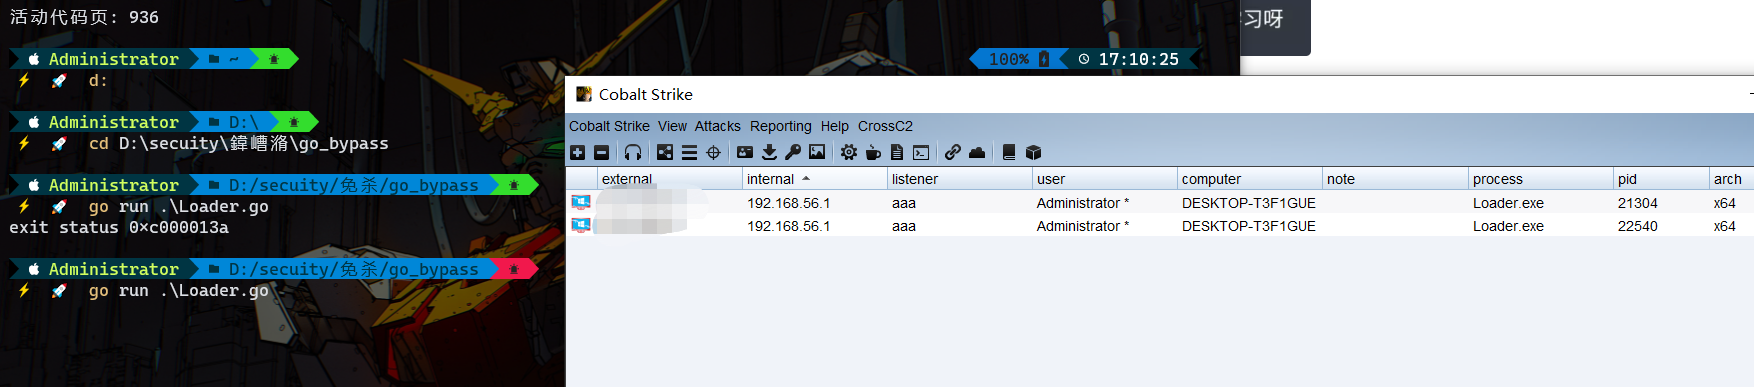 活动代码页: 936
Administrator ~
100% 17:10:25
d:
Administrator D:\
cd D:\secuity\鍏嶆潃\go_bypass
Administrator D:/secuity/免杀/go_bypass
go run .\Loader.go
exit status 0xc000013a
Administrator D:/secuity/免杀/go_bypass
go run .\Loader.go
习呀
Cobalt Strike
Cobalt Strike View Attacks Reporting Help CrossC2
external internal listener user computer note process pid arch
192.168.56.1 aaa Administrator * DESKTOP-T3F1GUE Loader.exe 21304 x64
192.168.56.1 aaa Administrator * DESKTOP-T3F1GUE Loader.exe 22540 x64